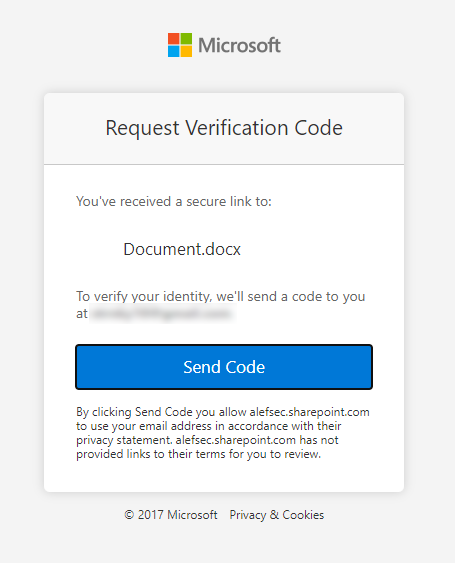 Microsoft
Request Verification Code
You've received a secure link to:
Document.docx
To verify your identity, we'll send a code to you
at
Send Code
By clicking Send Code you allow alefsec.sharepoint.com
to use your email address in accordance with their
privacy statement. alefsec.sharepoint.com has not
provided links to their terms for you to review.
© 2017 Microsoft Privacy & Cookies